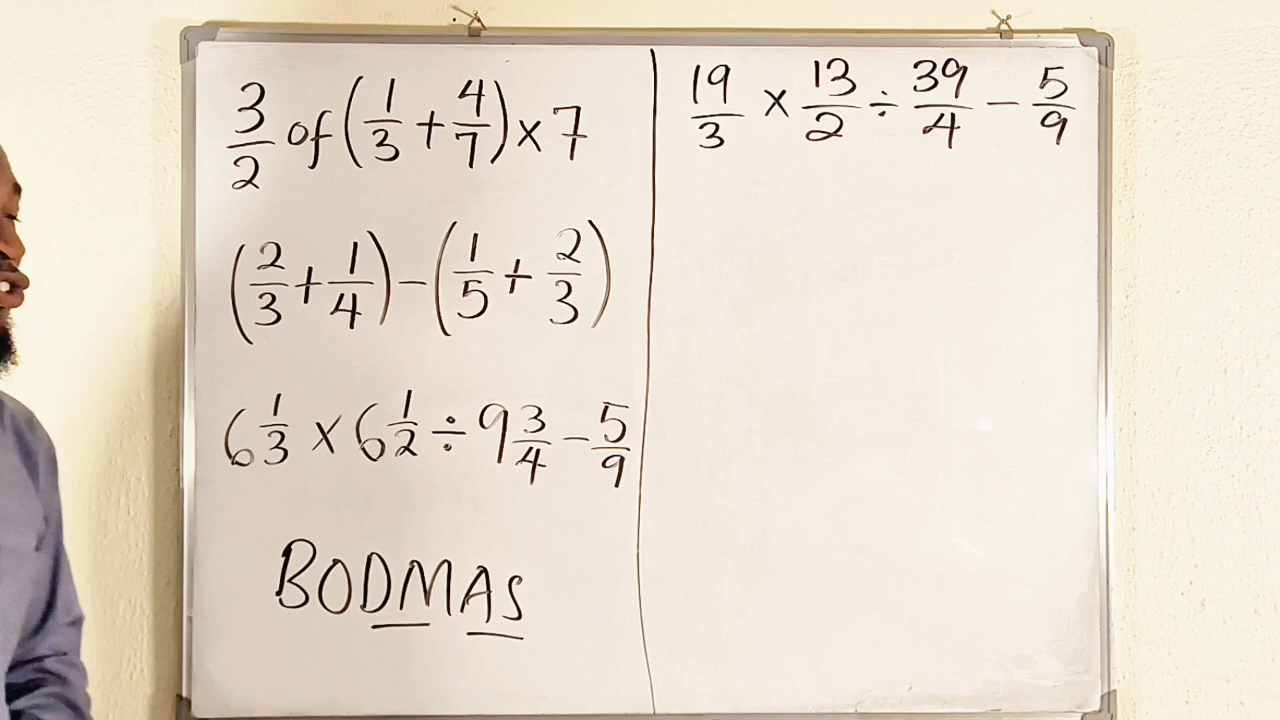 3/2 of (1/3 + 4/7) × 7
(2/3 + 1/4) − (1/5 + 2/3)
6 1/3 × 6 1/2 ÷ 9 3/4 − 5/9
BODMAS
19/3 × 13/2 ÷ 39/4 − 5/9